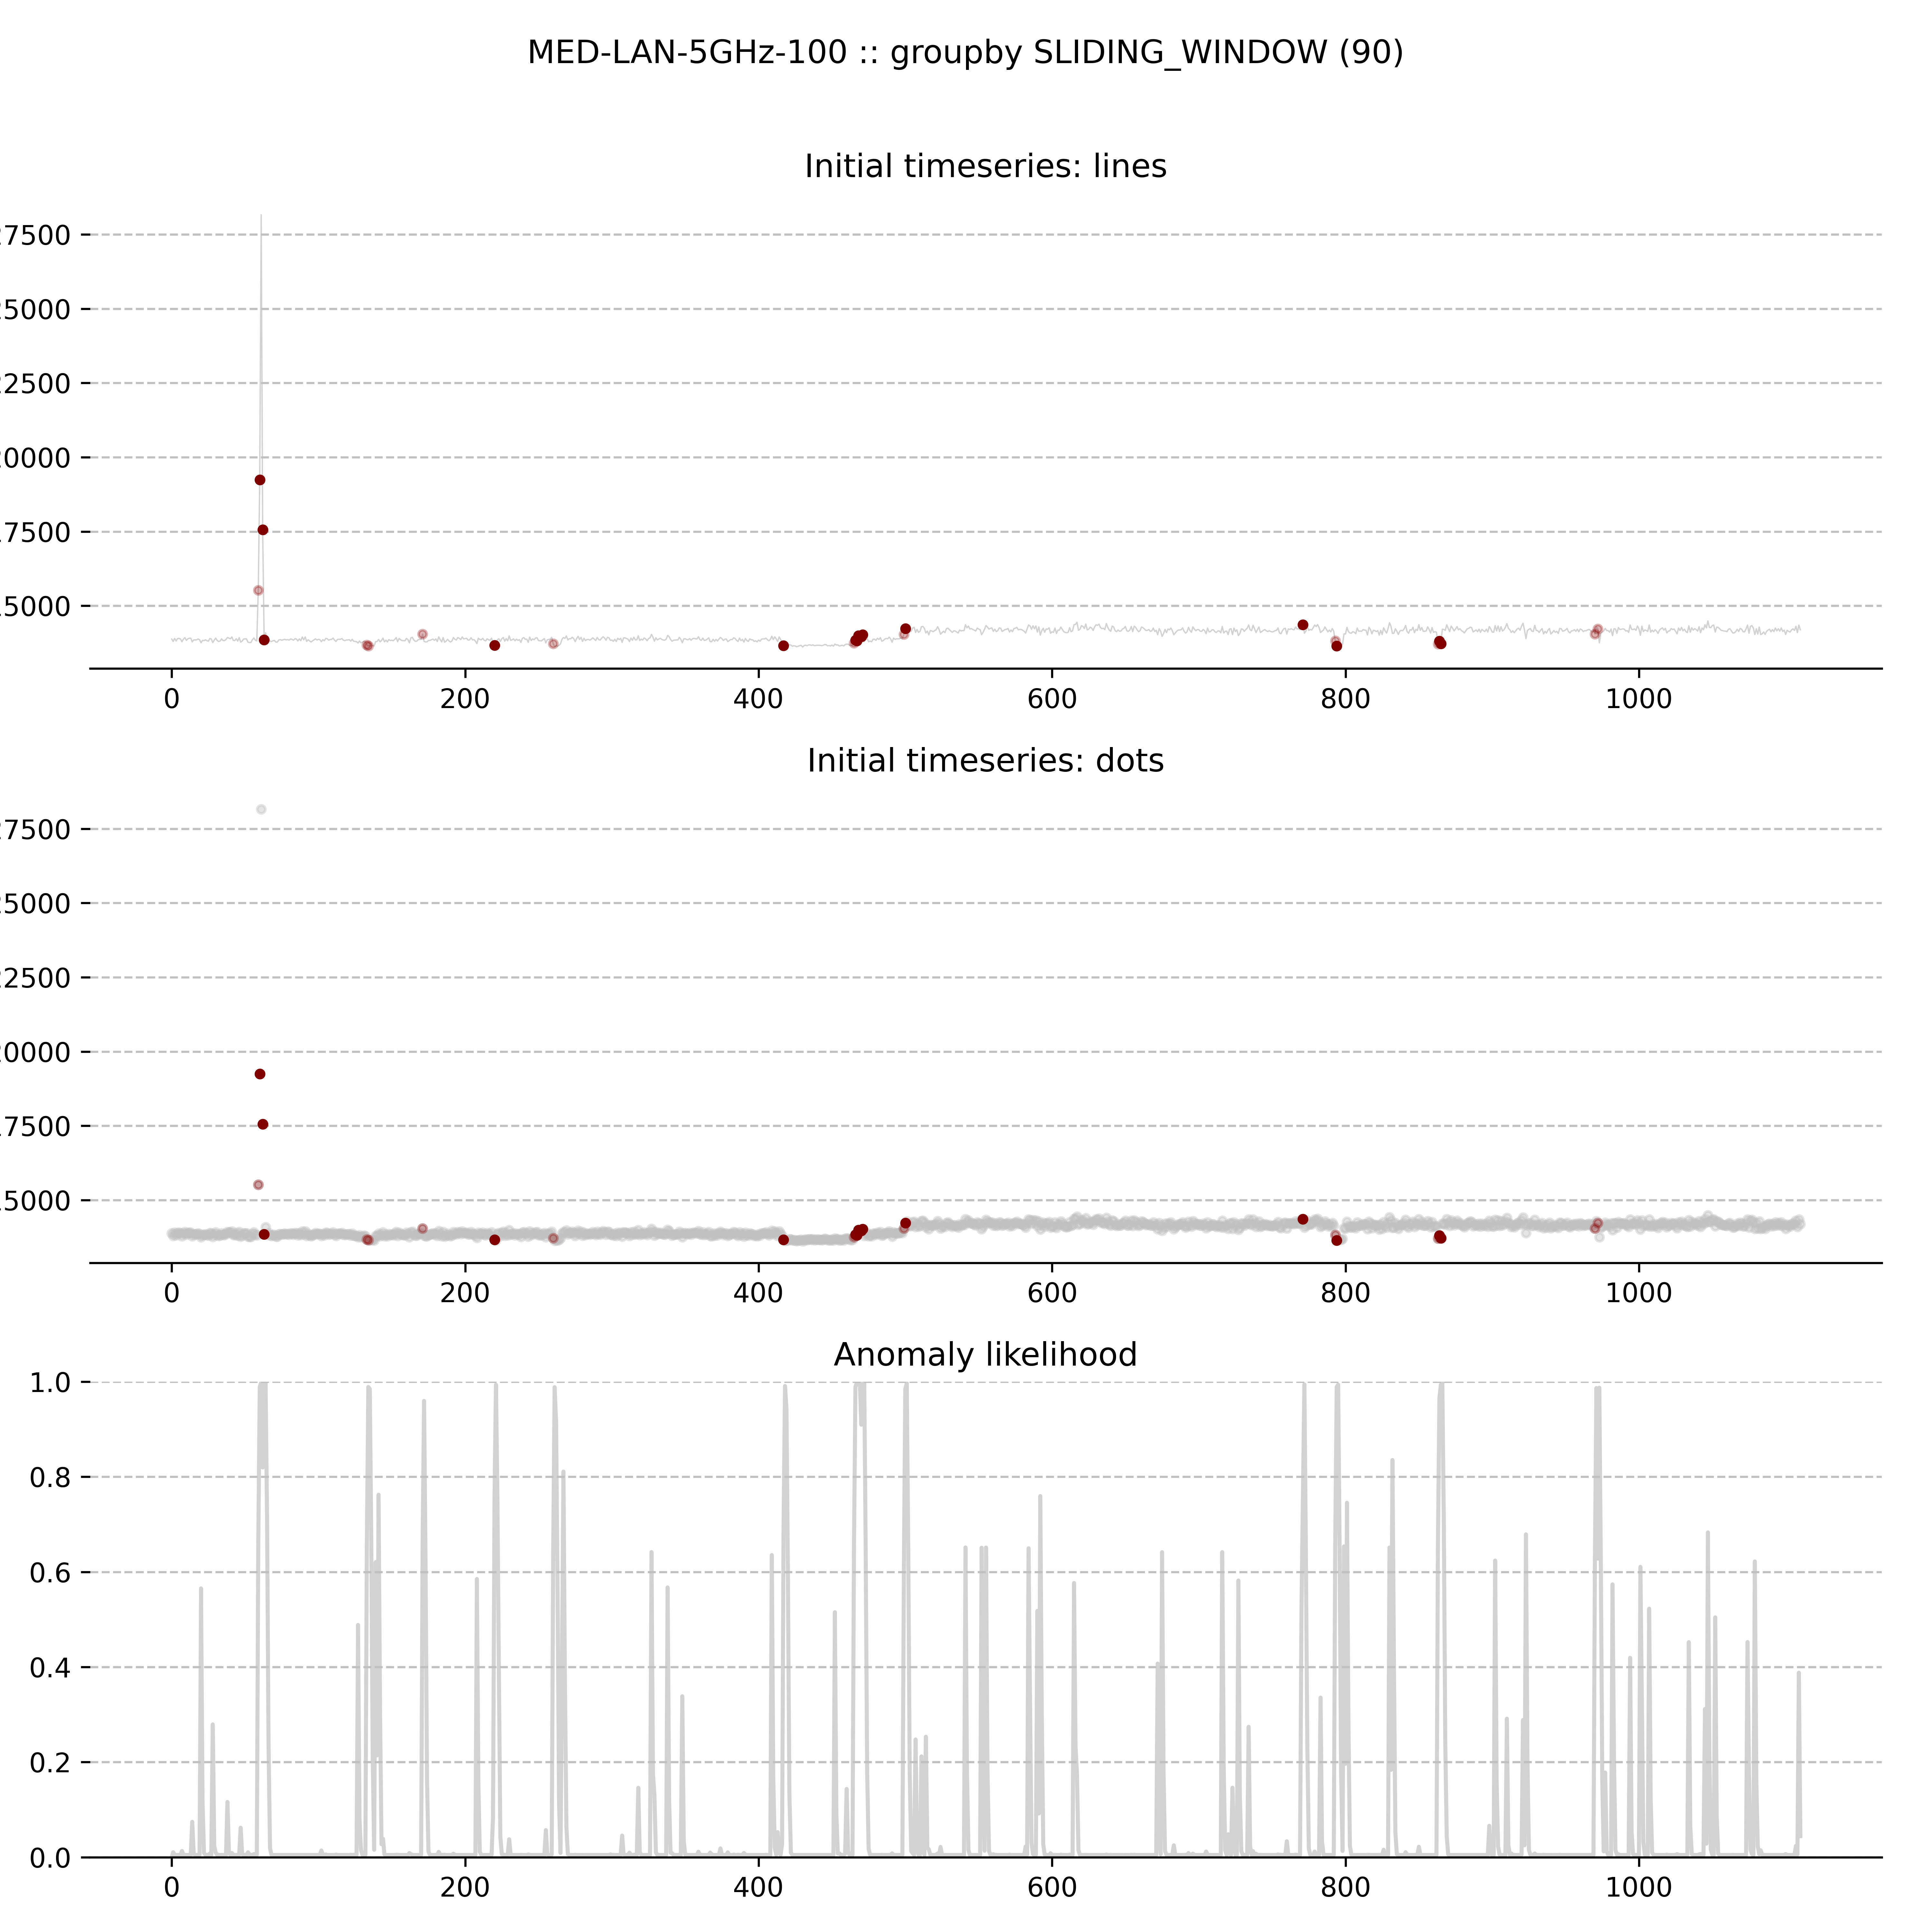 MED-LAN-5GHz-100 :: groupby SLIDING_WINDOW (90)
Initial timeseries: lines
7500
5000
2500
0000
7500
5000
0 200 400 600 800 1000
Initial timeseries: dots
7500
5000
2500
0000
7500
5000
0 200 400 600 800 1000
Anomaly likelihood
1.0
0.8
0.6
0.4
0.2
0.0
0 200 400 600 800 1000